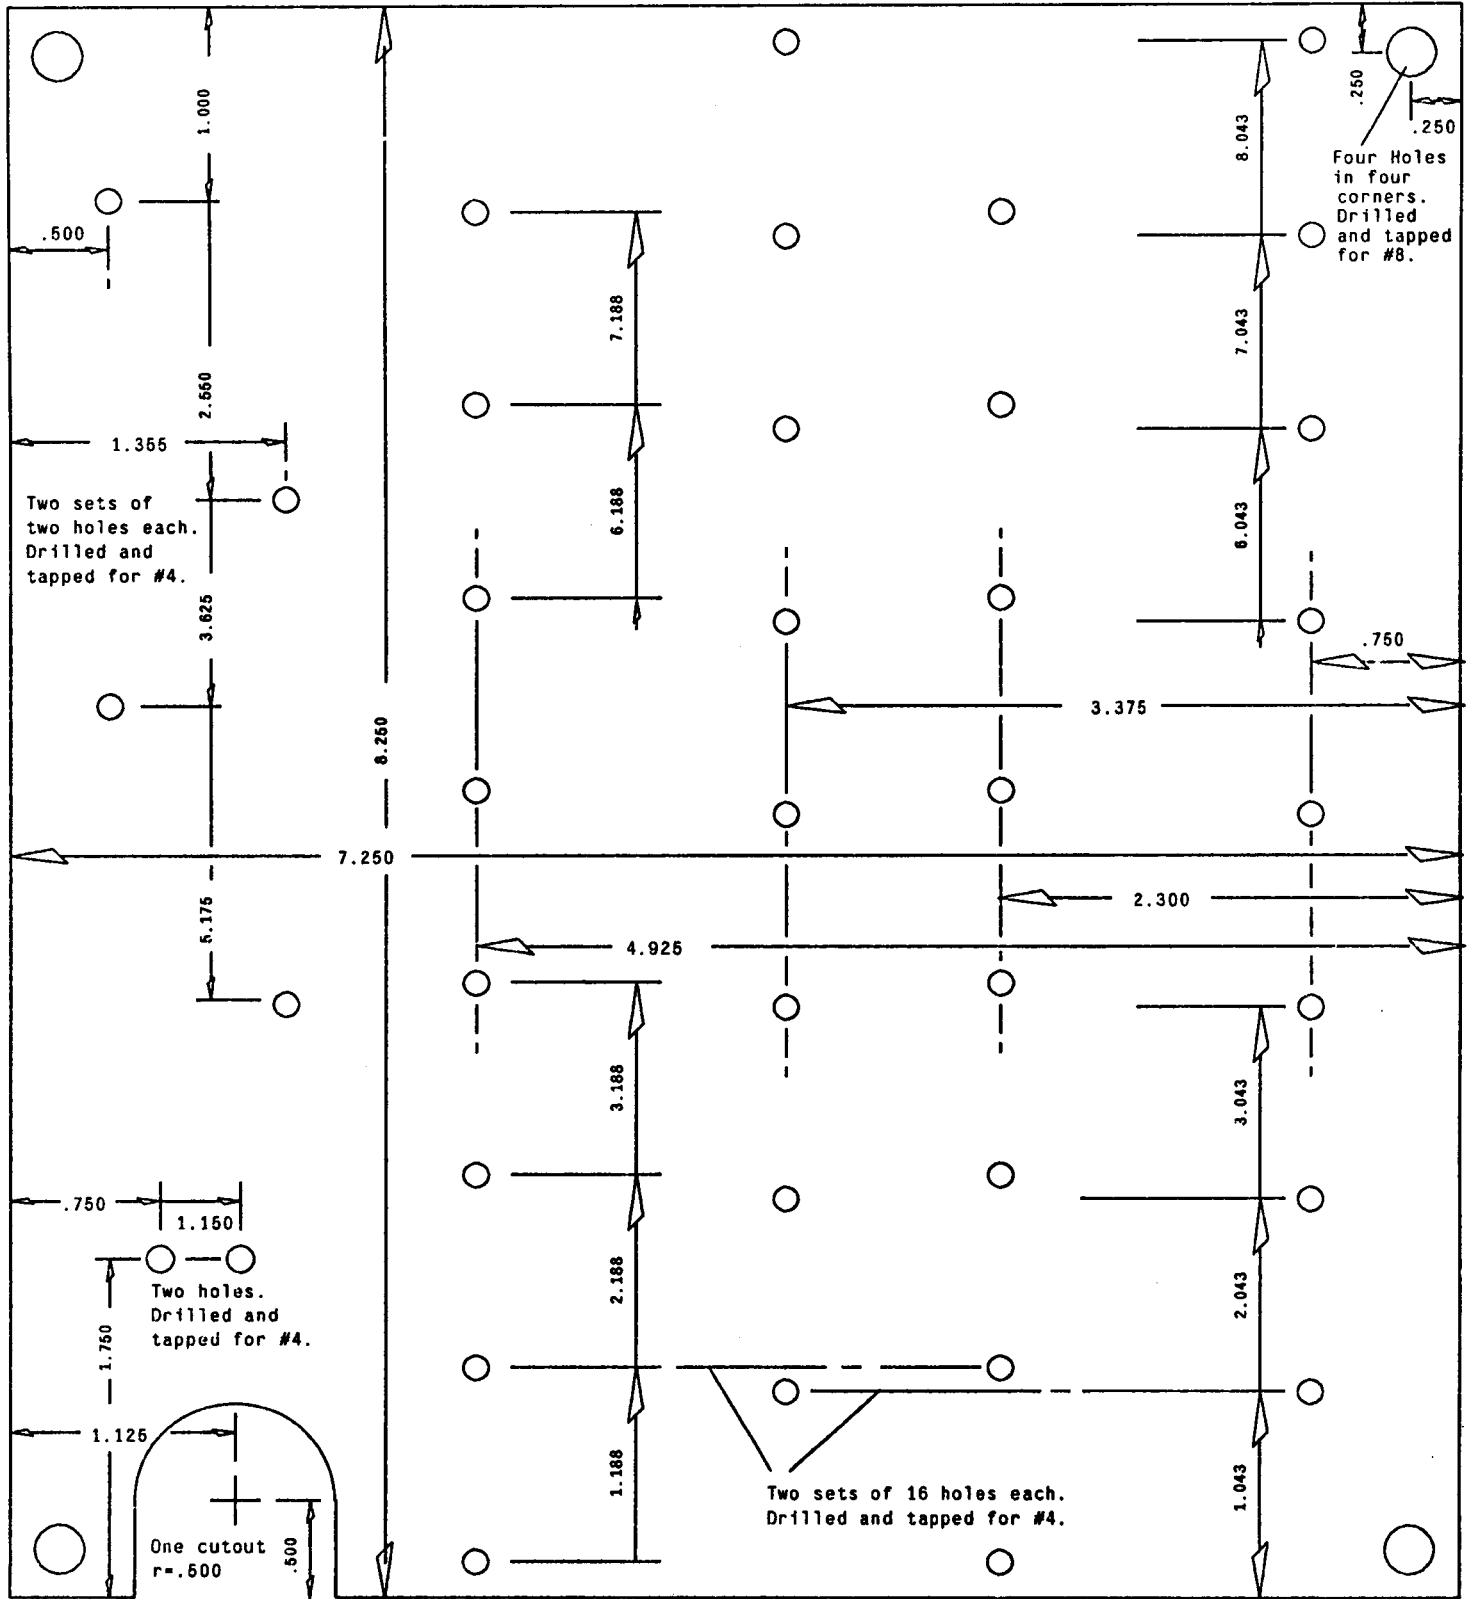 1.000
.250
.250
8.043
Four Holes
in four
corners.
Drilled
and tapped
for #8.
.500
7.188
7.043
2.550
1.355
6.188
6.043
Two sets of
two holes each.
Drilled and
tapped for #4.
3.625
.750
3.375
8.250
7.250
2.300
5.175
4.925
3.188
3.043
.750
1.150
Two holes.
Drilled and
tapped for #4.
1.750
2.188
2.043
1.125
1.188
1.043
Two sets of 16 holes each.
Drilled and tapped for #4.
One cutout
r=.500
.500